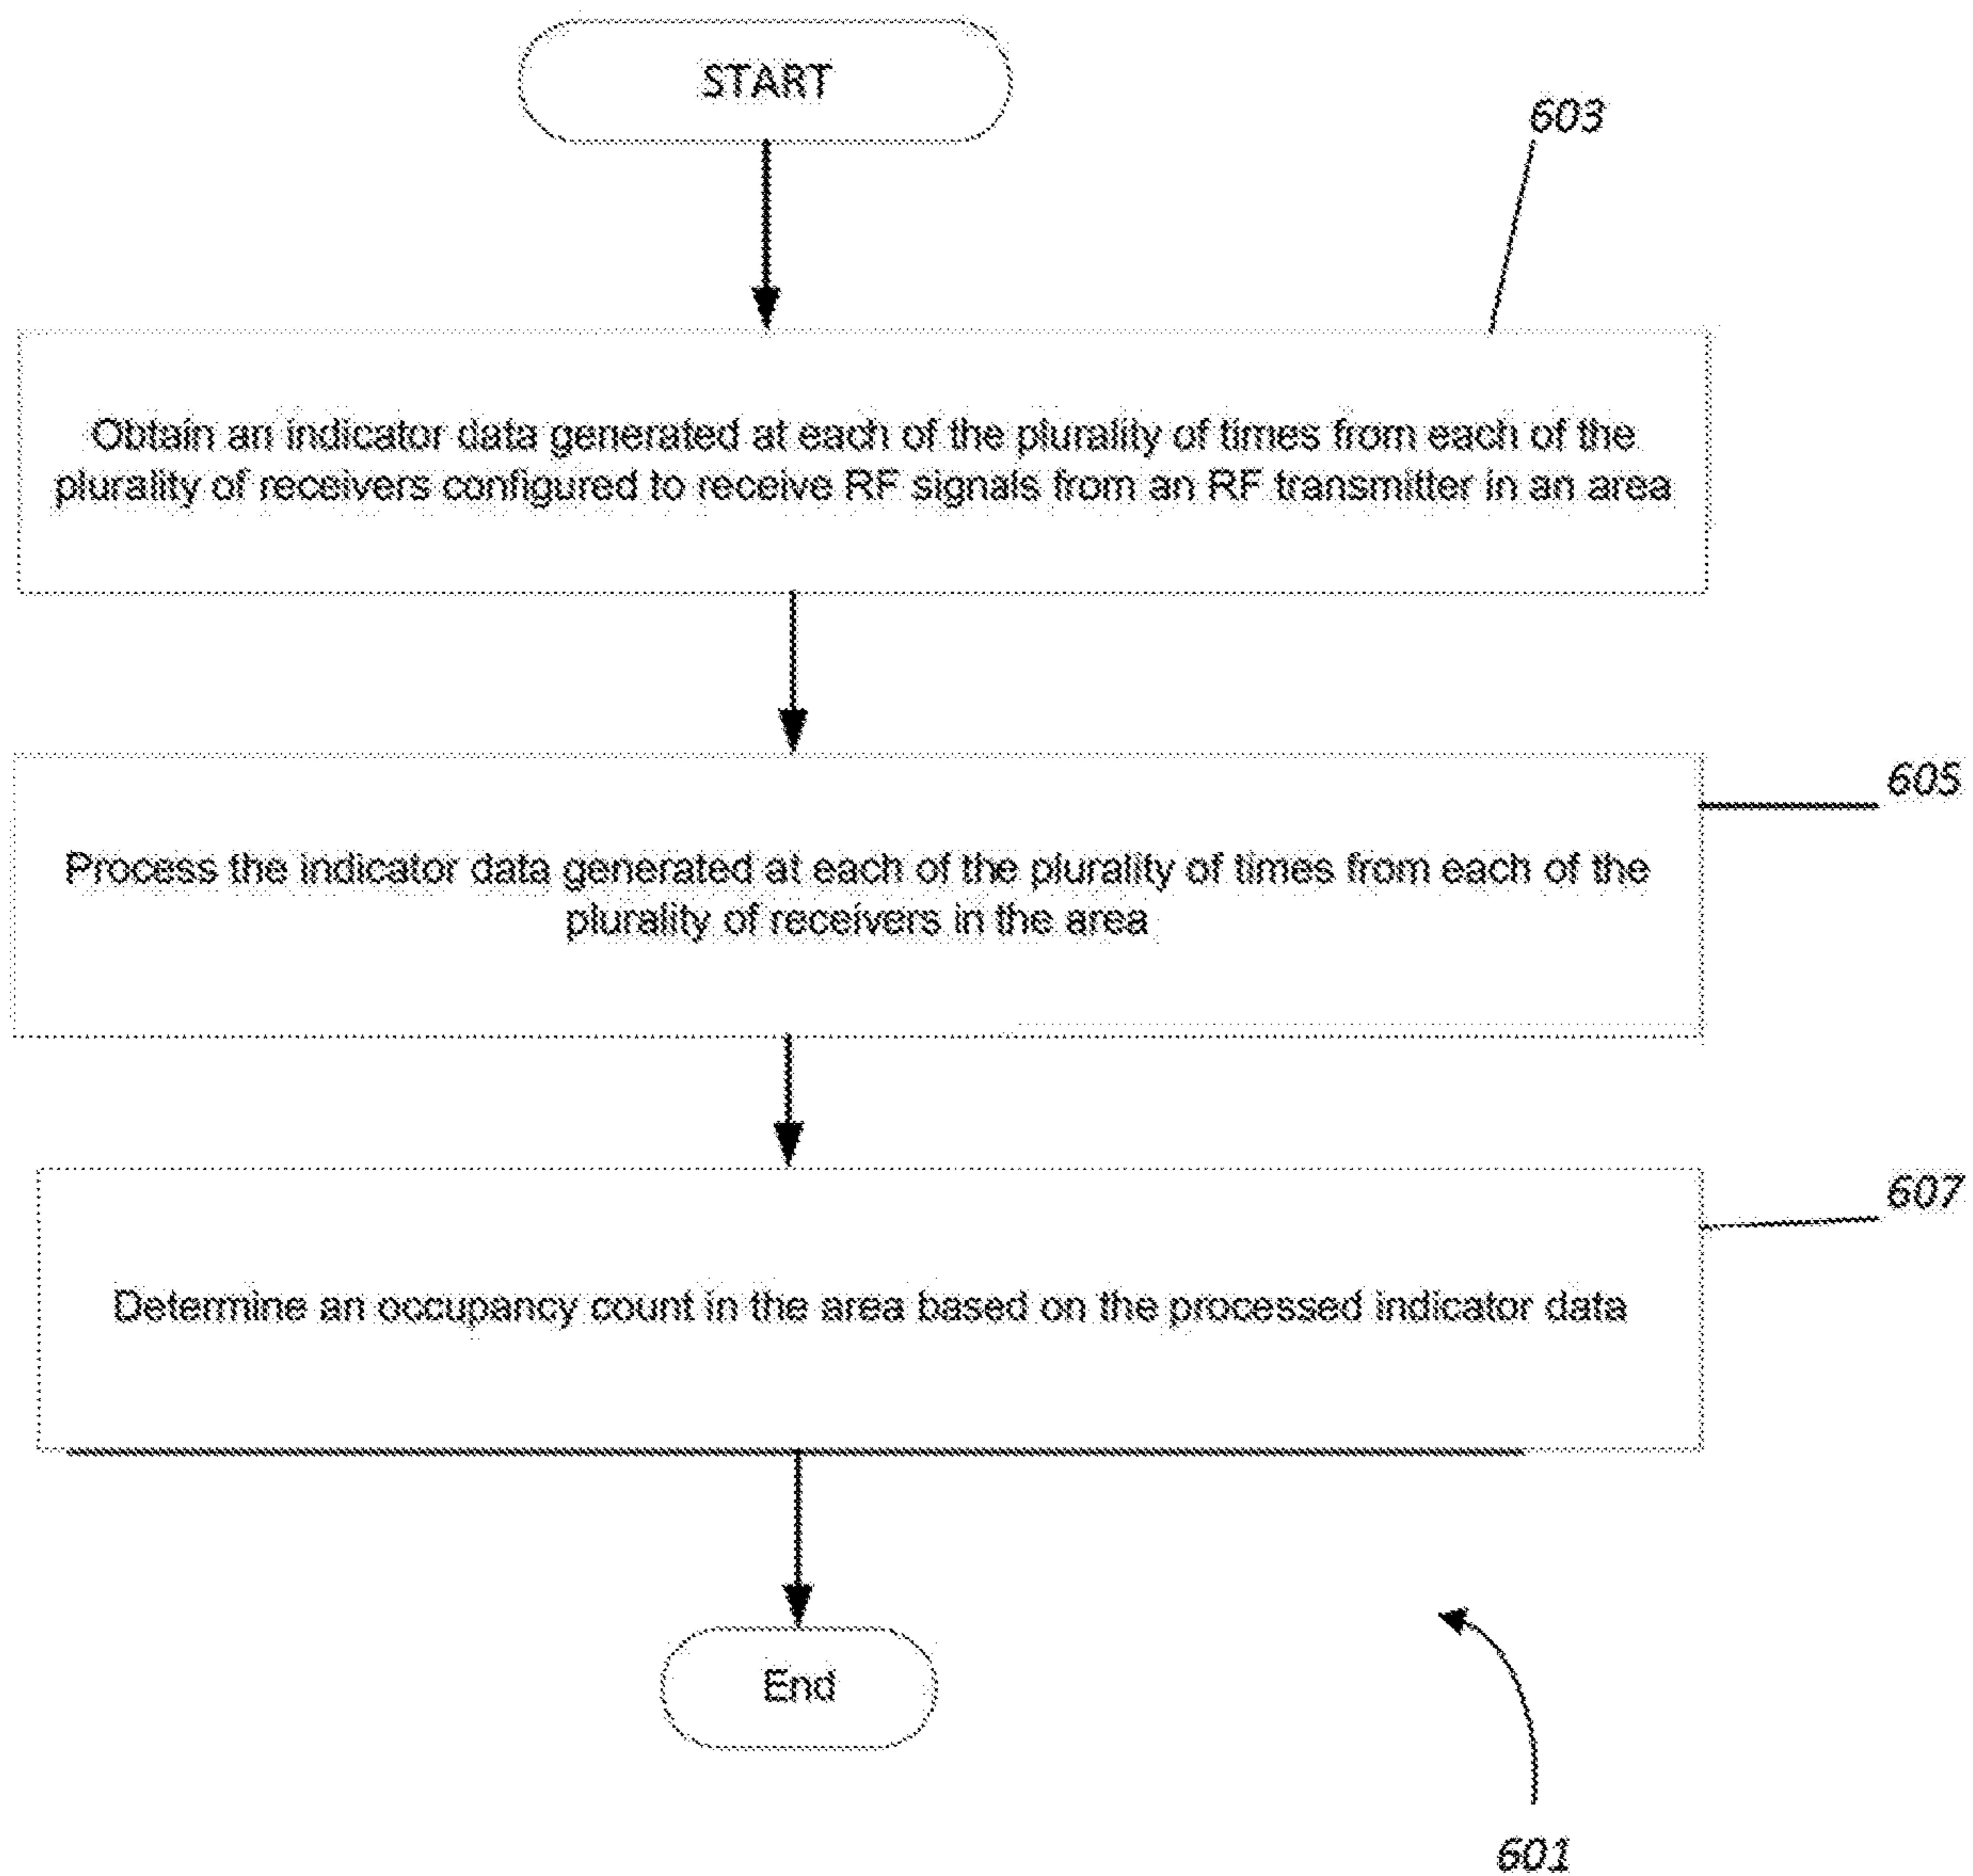 START
603
Obtain an indicator data generated at each of the plurality of times from each of the
plurality of receivers configured to receive RF signals from an RF transmitter in an area
605
Process the indicator data generated at each of the plurality of times from each of the
plurality of receivers in the area
607
Determine an occupancy count in the area based on the processed indicator data
End
601